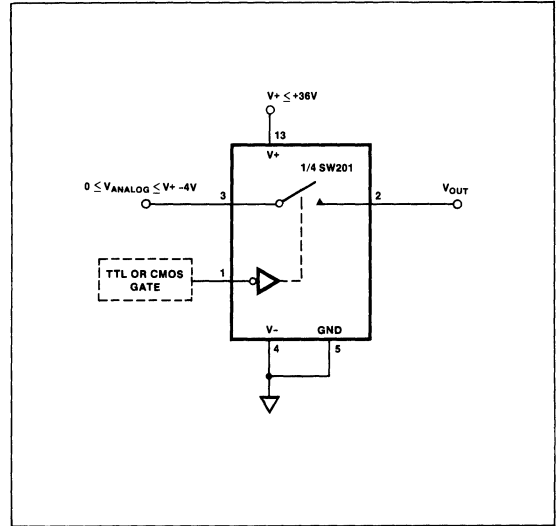 V+ ≤ +36V
13
V+
1/4 SW201
0 ≤ VANALOG ≤ V+ -4V
3
2
VOUT
TTL OR CMOS
GATE
1
V-
GND
4
5